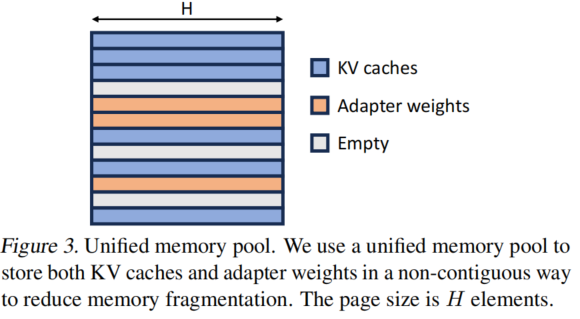 H
KV caches
Adapter weights
Empty
Figure 3. Unified memory pool. We use a unified memory pool to
store both KV caches and adapter weights in a non-contiguous way
to reduce memory fragmentation. The page size is H elements.